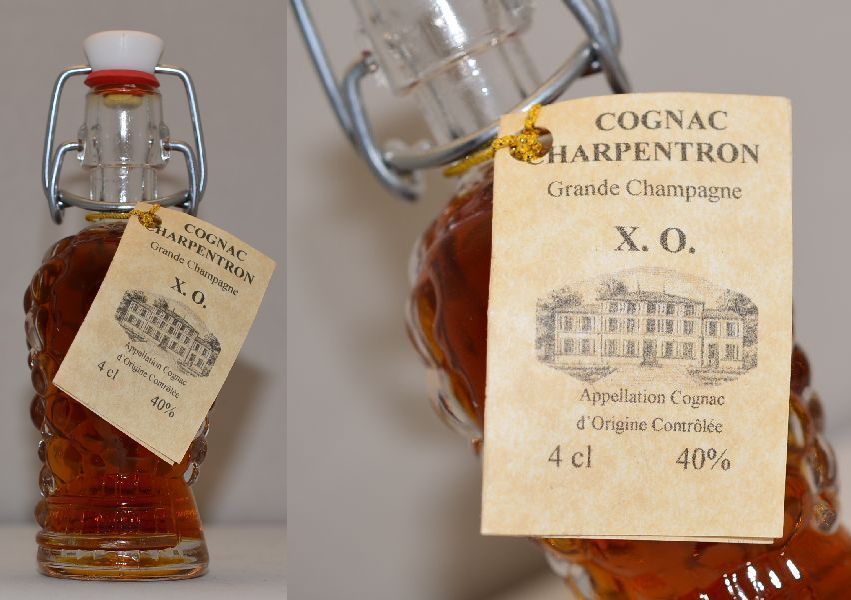 COGNAC
CHARPENTRON
Grande Champagne
X. O.
Appellation Cognac
d'Origine Contrôlée
4 cl
40%
COGNAC
CHARPENTRON
Grande Champagne
X. O.
Appellation Cognac
d'Origine Contrôlée
4 cl 40%